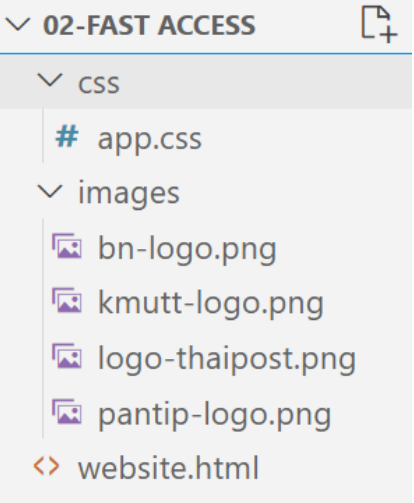 02-FAST ACCESS
css
# app.css
images
bn-logo.png
kmutt-logo.png
logo-thaipost.png
pantip-logo.png
<> website.html